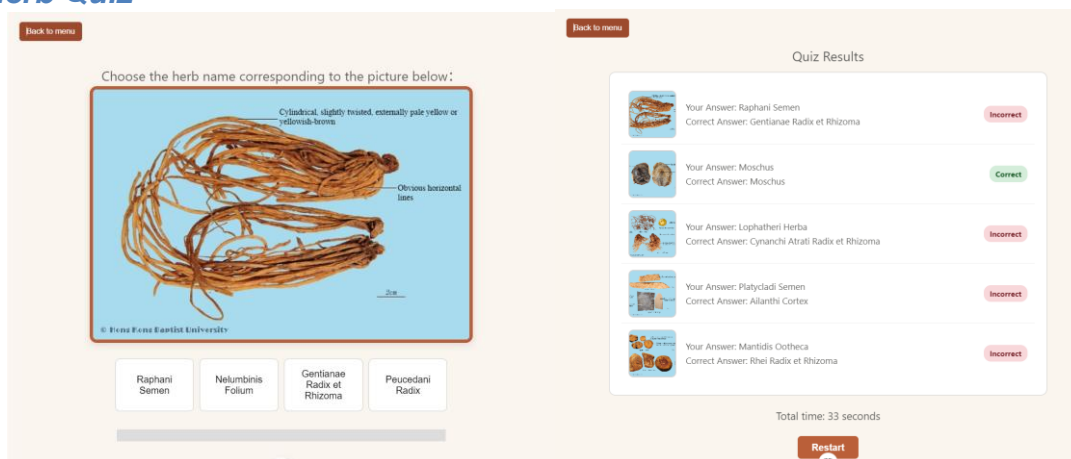 Herb Quiz
Back to menu
Choose the herb name corresponding to the picture below:
Cylindrical, slightly twisted, externally pale yellow or
yellowish-brown
Obvious horizontal
lines
2cm
© Hong Kong Baptist University
Raphani
Semen
Nelumbinis
Folium
Gentianae
Radix et
Rhizoma
Peucedani
Radix
Back to menu
Quiz Results
Your Answer: Raphani Semen
Correct Answer: Gentianae Radix et Rhizoma
Incorrect
Your Answer: Moschus
Correct Answer: Moschus
Correct
Your Answer: Lophatheri Herba
Correct Answer: Cynanchi Atrati Radix et Rhizoma
Incorrect
Your Answer: Platycladi Semen
Correct Answer: Ailanthi Cortex
Incorrect
Your Answer: Mantidis Ootheca
Correct Answer: Rhei Radix et Rhizoma
Incorrect
Total time: 33 seconds
Restart